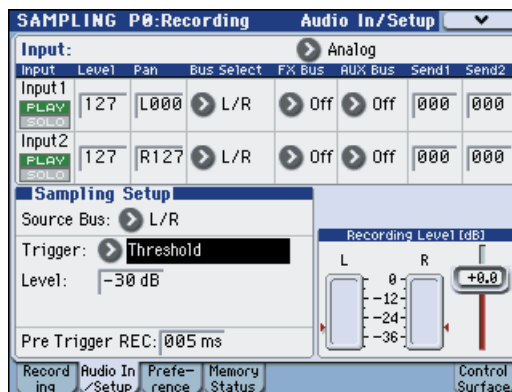 SAMPLING P0:Recording Audio In/Setup
Input: Analog
Input Level Pan Bus Select FX Bus AUX Bus Send1 Send2
Input1
PLAY 127 L000 L/R Off Off 000 000
SOLO
Input2
PLAY 127 R127 L/R Off Off 000 000
SOLO
Sampling Setup
Source Bus: L/R
Trigger: Threshold
Level: -30 dB
Pre Trigger REC: 005 ms
Recording Level [dB]
L R
0
-12
-24
-36
+0.0
Record
ing
Audio In
/Setup
Prefe-
rence
Memory
Status
Control
Surface